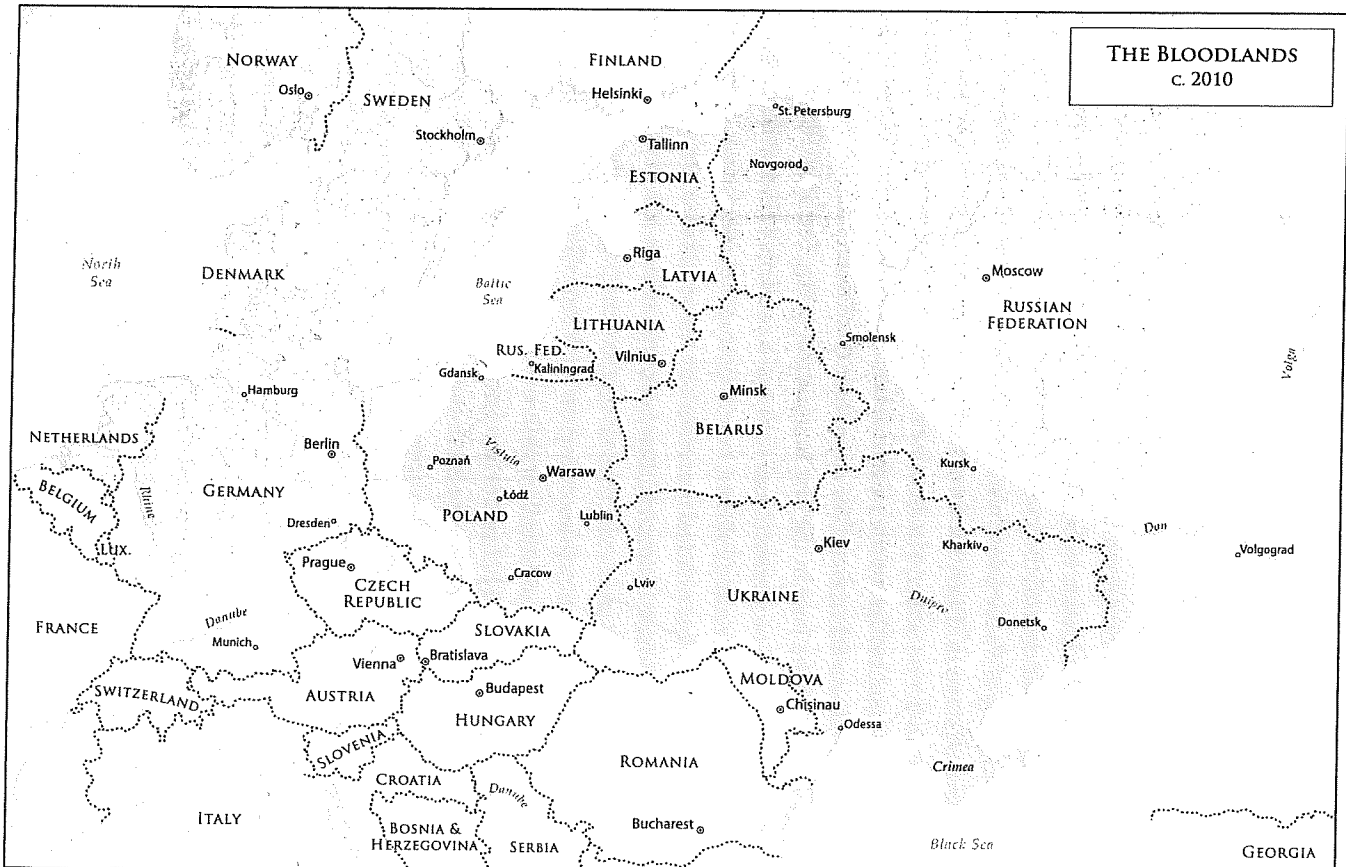 THE BLOODLANDS
c. 2010
NORWAY
FINLAND
Oslo
SWEDEN
Helsinki
St. Petersburg
Stockholm
Tallinn
Novgorod
ESTONIA
Riga
North
Sea
DENMARK
Baltic
Sea
LATVIA
Moscow
RUSSIAN
FEDERATION
LITHUANIA
Smolensk
RUS. FED.
Kaliningrad
Vilnius
Volga
Gdansk
Hamburg
Minsk
BELARUS
NETHERLANDS
Berlin
Poznań
Vistula
Warsaw
Kursk
BELGIUM
Rhine
GERMANY
Łódź
POLAND
Lublin
Dresden
Don
LUX.
Kiev
Kharkiv
Volgograd
Prague
CZECH
REPUBLIC
Cracow
Lviv
UKRAINE
Dnipro
FRANCE
Danube
Munich
SLOVAKIA
Donetsk
Vienna
Bratislava
SWITZERLAND
AUSTRIA
Budapest
HUNGARY
MOLDOVA
Chişinau
Odessa
SLOVENIA
ROMANIA
Crimea
CROATIA
Danube
ITALY
BOSNIA &
HERZEGOVINA
SERBIA
Bucharest
Black Sea
GEORGIA